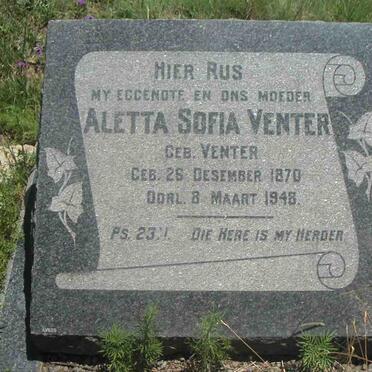 HIER RUS
MY EGGENOTE EN ONS MOEDER
ALETTA SOFIA VENTER
GEB. VENTER
GEB. 26 DESEMBER 1870
OORL. 8 MAART 1948.
PS. 23:1 DIE HERE IS MY HERDER